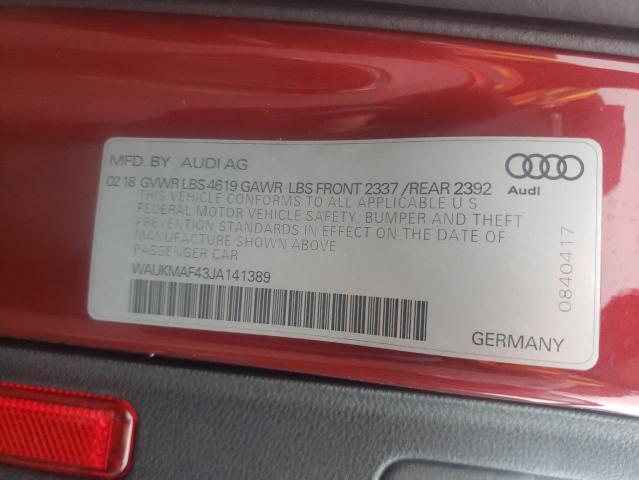 MFD. BY AUDI AG
02 18 GVWR LBS 4619 GAWR LBS FRONT 2337 /REAR 2392
THIS VEHICLE CONFORMS TO ALL APPLICABLE U S
FEDERAL MOTOR VEHICLE SAFETY, BUMPER AND THEFT
PREVENTION STANDARDS IN EFFECT ON THE DATE OF
MANUFACTURE SHOWN ABOVE
PASSENGER CAR
WAUKMAF43JA141389
Audi
0840417
GERMANY